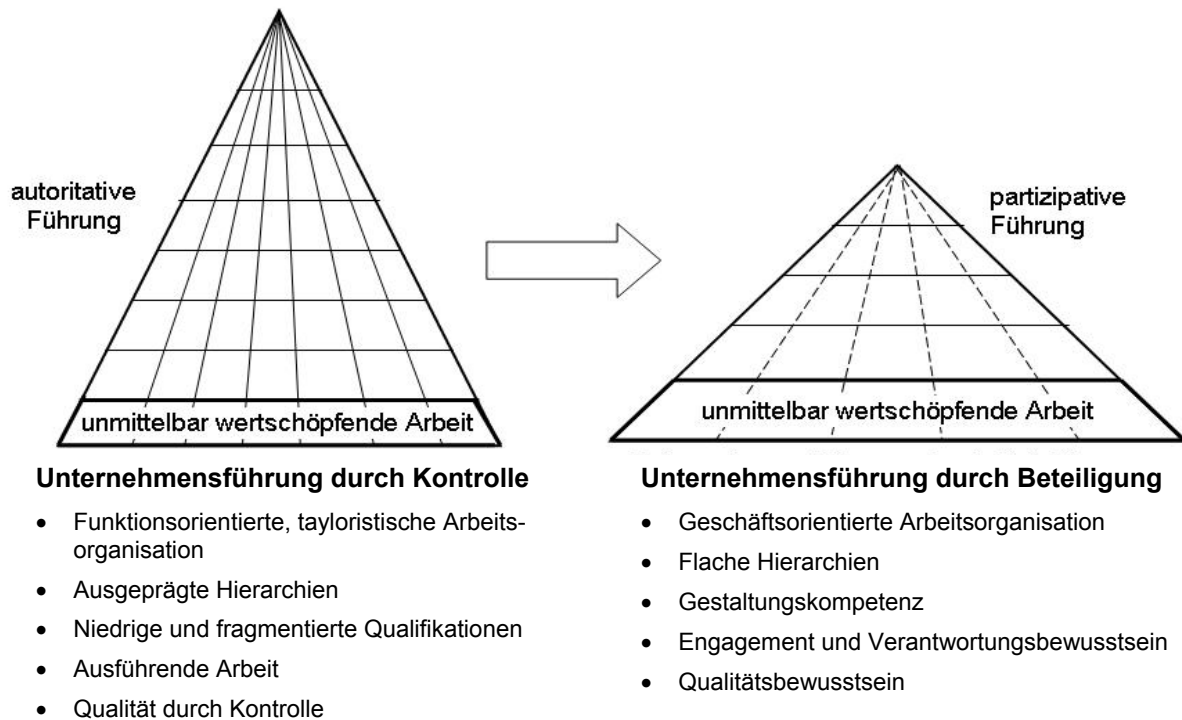 autoritative
Führung
unmittelbar wertschöpfende Arbeit
Unternehmensführung durch Kontrolle
• Funktionsorientierte, tayloristische Arbeits-
organisation
• Ausgeprägte Hierarchien
• Niedrige und fragmentierte Qualifikationen
• Ausführende Arbeit
• Qualität durch Kontrolle
partizipative
Führung
unmittelbar wertschöpfende Arbeit
Unternehmensführung durch Beteiligung
• Geschäftsorientierte Arbeitsorganisation
• Flache Hierarchien
• Gestaltungskompetenz
• Engagement und Verantwortungsbewusstsein
• Qualitätsbewusstsein